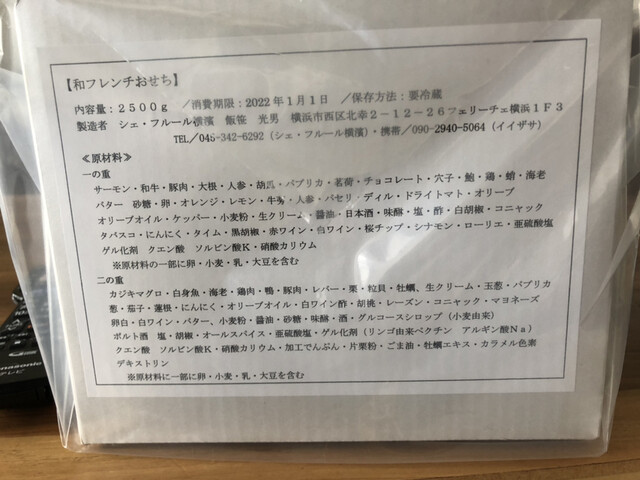 【和フレンチおせち】
内容量：2500g ／消費期限：2022年1月1日 ／保存方法：要冷蔵
製造者 シェ・フルール横濱 飯笹 光男 横浜市西区北幸2－12－26フェリーチェ横浜1F3
TEL／045-342-6292（シェ・フルール横濱）・携帯／090-2940-5064（イイザサ）
≪原材料≫
一の重
サーモン・和牛・豚肉・大根・人参・胡瓜・パプリカ・茗荷・チョコレート・穴子・鮑・鶏・蛸・海老
バター 砂糖・卵・オレンジ・レモン・牛蒡・人参・パセリ・ディル・ドライトマト・オリーブ
オリーブオイル・ケッパー・小麦粉・生クリーム・醤油・日本酒・味醂・塩・酢・白胡椒・コニャック
タバスコ・にんにく・タイム・黒胡椒・赤ワイン・白ワイン・桜チップ・シナモン・ローリエ・亜硫酸塩
ゲル化剤 クエン酸 ソルビン酸K・硝酸カリウム
※原材料の一部に卵・小麦・乳・大豆を含む
二の重
カジキマグロ・白身魚・海老・鶏肉・鴨・豚肉・レバー・栗・粒貝・牡蠣、生クリーム・玉葱・パプリカ
葱・茄子・蓮根・にんにく・オリーブオイル・白ワイン酢・胡桃・レーズン・コニャック・マヨネーズ
卵白・白ワイン・バター、小麦粉・醤油・砂糖・味醂・酒・グルコースシロップ（小麦由来）
ポルト酒 塩・胡椒・オールスパイス・亜硫酸塩・ゲル化剤（リンゴ由来ペクチン アルギン酸Na）
クエン酸 ・ソルビン酸K・硝酸カリウム・加工でんぷん・片栗粉・ごま油・牡蠣エキス・カラメル色素
デキストリン
※原材料に一部に卵・小麦・乳・大豆を含む